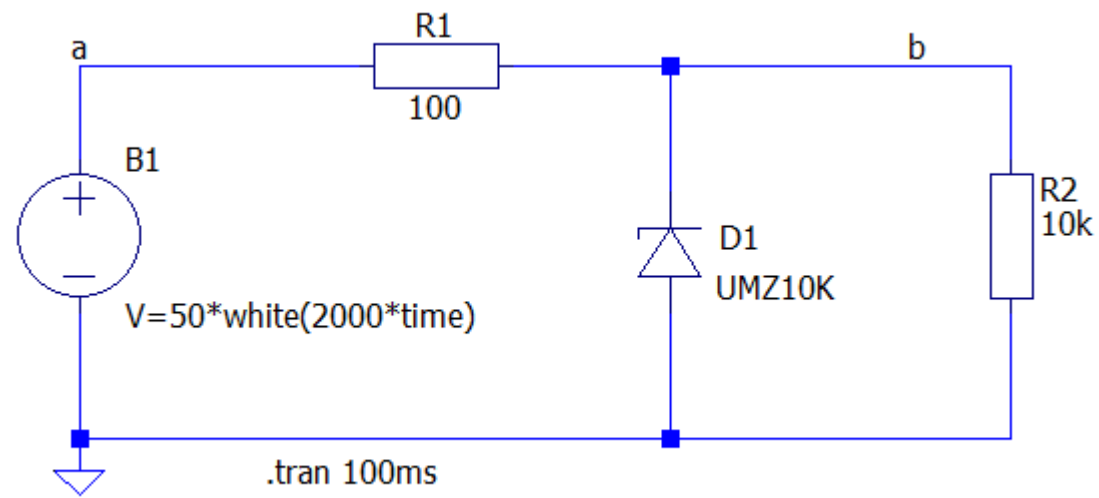 R1
a
b
100
B1
R2
10k
D1
UMZ10K
V=50*white(2000*time)
.tran 100ms